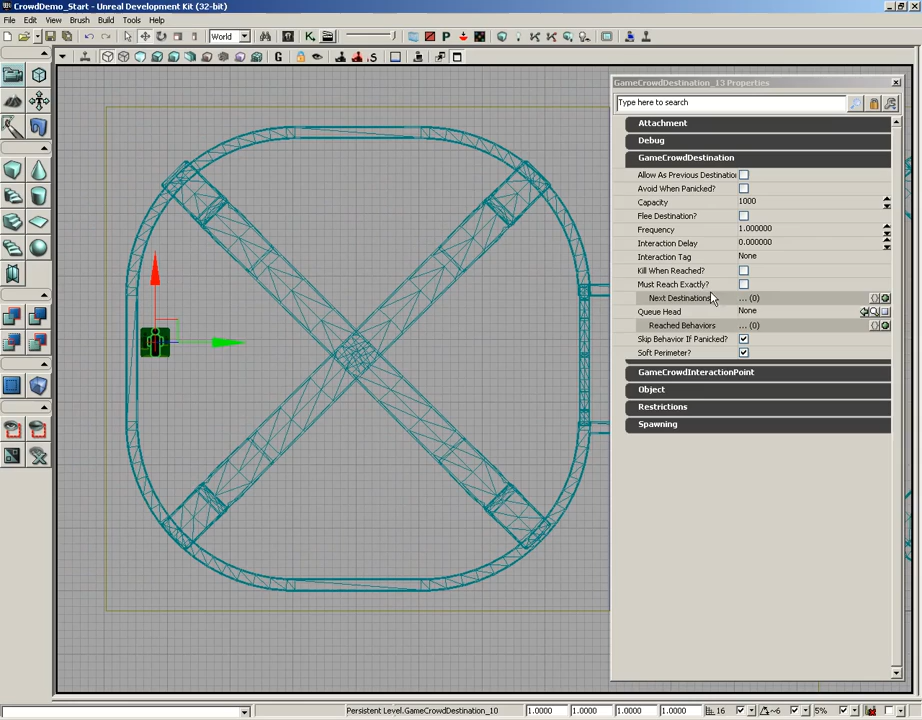 CrowdDemo_Start - Unreal Development Kit (32-bit)
File Edit View Brush Build Tools Help
World
G
S
GameCrowdDestination_13 Properties
Type here to search
Attachment
Debug
GameCrowdDestination
Allow As Previous Destinatio
Avoid When Panicked?
Capacity 1000
Flee Destination?
Frequency 1.000000
Interaction Delay 0.000000
Interaction Tag None
Kill When Reached?
Must Reach Exactly?
Next Destinations ... (0)
Queue Head None
Reached Behaviors ... (0)
Skip Behavior If Panicked?
Soft Perimeter?
GameCrowdInteractionPoint
Object
Restrictions
Spawning
Persistent Level.GameCrowdDestination_10 1.0000 1.0000 1.0000 1.0000 16 ~6 5%